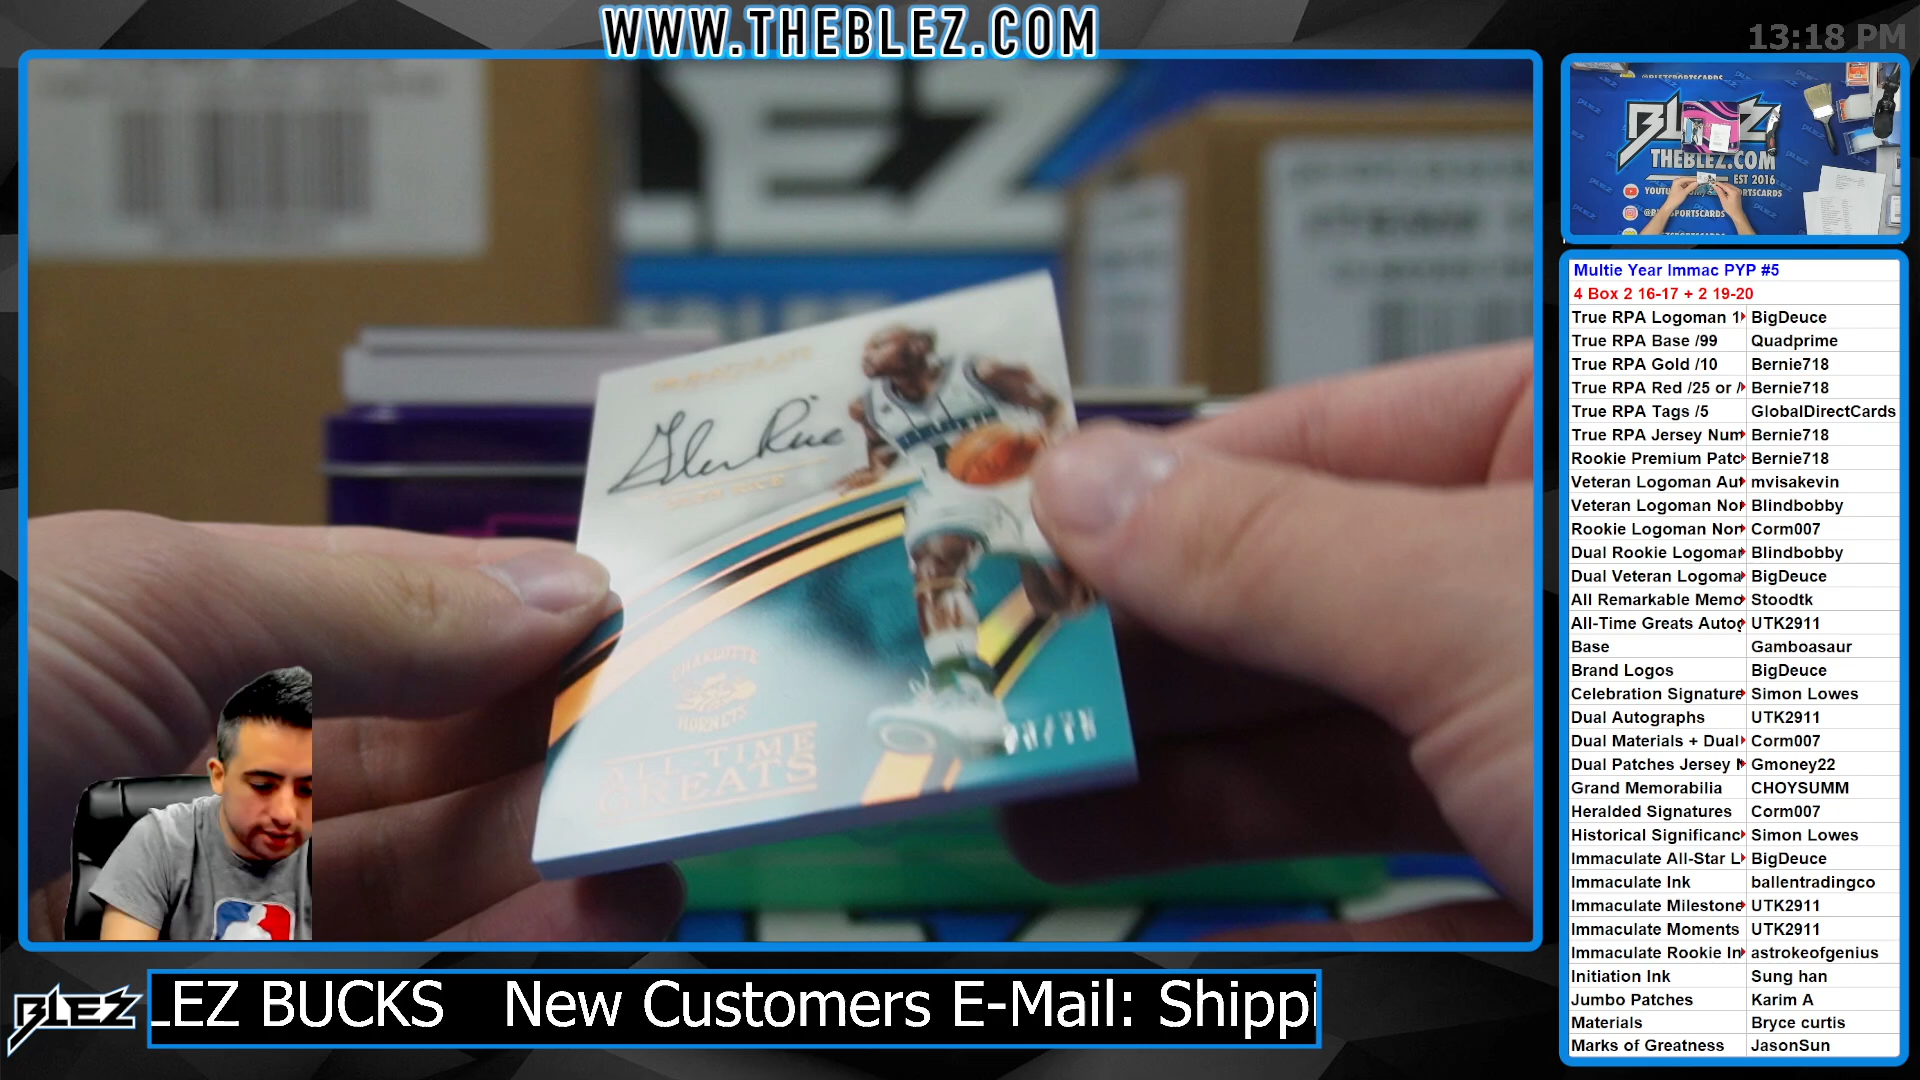 WWW.THEBLEZ.COM
13:18 PM
EZ
BLEZ
THEBLEZ.COM
EST 2016
Glen Rice
CHARLOTTE
HORNETS
ALL-TIME
GREATS
Multie Year Immac PYP #5
4 Box 2 16-17 + 2 19-20
True RPA Logoman 1 BigDeuce
True RPA Base /99 Quadprime
True RPA Gold /10 Bernie718
True RPA Red /25 or / Bernie718
True RPA Tags /5 GlobalDirectCards
True RPA Jersey Num Bernie718
Rookie Premium Patc Bernie718
Veteran Logoman Aut mvisakevin
Veteran Logoman No Blindbobby
Rookie Logoman Non Corm007
Dual Rookie Logoma Blindbobby
Dual Veteran Logoma BigDeuce
All Remarkable Memo Stoodtk
All-Time Greats Autog UTK2911
Base Gamboasaur
Brand Logos BigDeuce
Celebration Signature Simon Lowes
Dual Autographs UTK2911
Dual Materials + Dual Corm007
Dual Patches Jersey Gmoney22
Grand Memorabilia CHOYSUMM
Heralded Signatures Corm007
Historical Significanc Simon Lowes
Immaculate All-Star L BigDeuce
Immaculate Ink ballentradingco
Immaculate Milestone UTK2911
Immaculate Moments UTK2911
Immaculate Rookie In astrokeofgenius
Initiation Ink Sung han
Jumbo Patches Karim A
Materials Bryce curtis
Marks of Greatness JasonSun
BLEZ
LEZ BUCKS New Customers E-Mail: Shippi